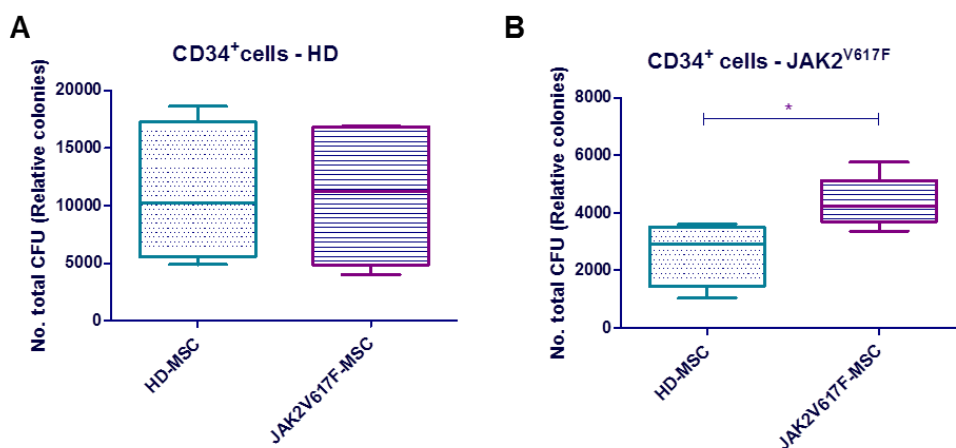 A
CD34⁺cells - HD
No. total CFU (Relative colonies)
20000
15000
10000
5000
0
HD-MSC
JAK2V617F-MSC
B
CD34⁺ cells - JAK2ⱽ⁶¹⁷ᶠ
No. total CFU (Relative colonies)
8000
6000
4000
2000
0
*
HD-MSC
JAK2V617F-MSC